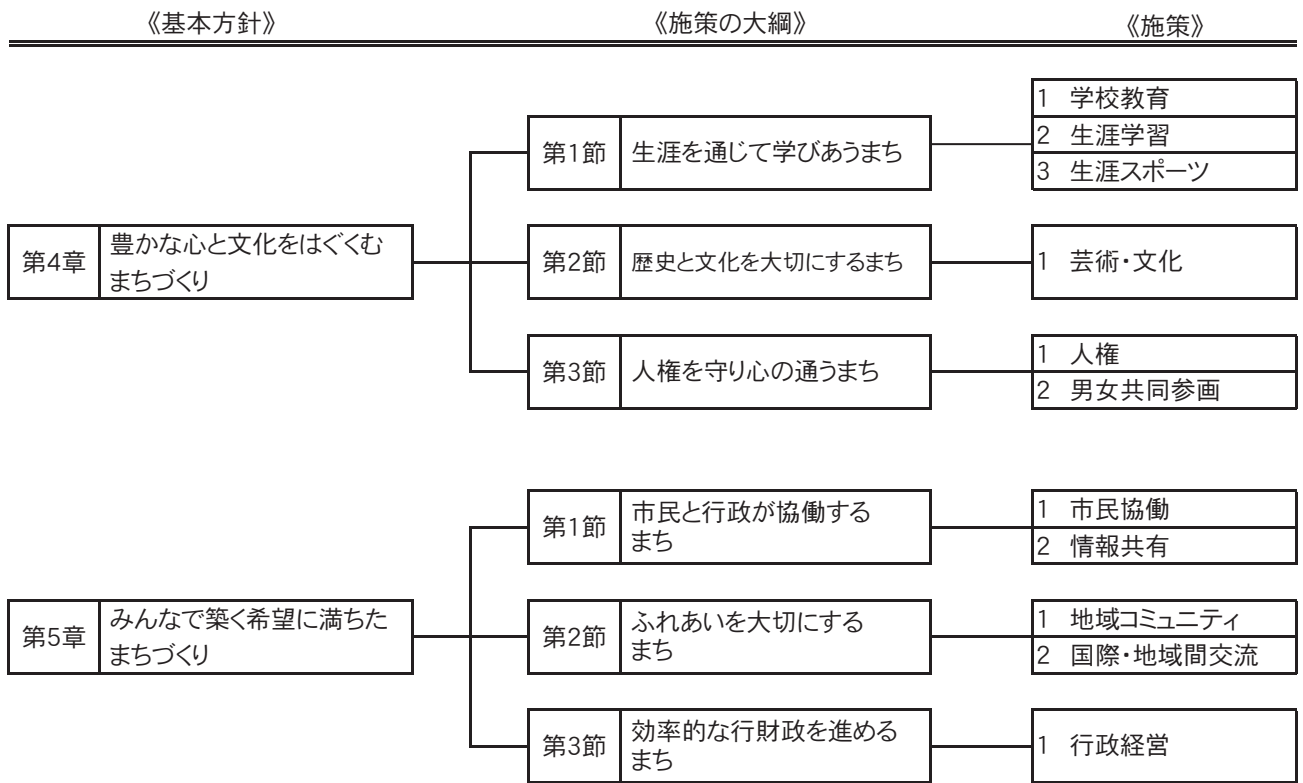 《基本方針》 《施策の大綱》 《施策》
第4章 豊かな心と文化をはぐくむ
まちづくり
第1節 生涯を通じて学びあうまち
1 学校教育
2 生涯学習
3 生涯スポーツ
第2節 歴史と文化を大切にするまち
1 芸術・文化
第3節 人権を守り心の通うまち
1 人権
2 男女共同参画
第5章 みんなで築く希望に満ちた
まちづくり
第1節 市民と行政が協働する
まち
1 市民協働
2 情報共有
第2節 ふれあいを大切にする
まち
1 地域コミュニティ
2 国際・地域間交流
第3節 効率的な行財政を進める
まち
1 行政経営